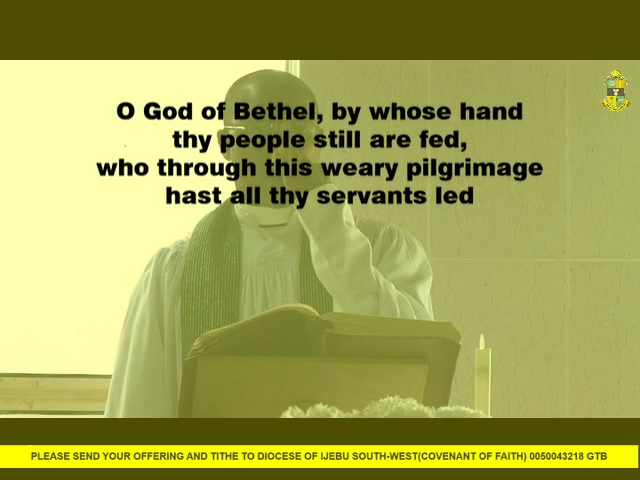 O God of Bethel, by whose hand
thy people still are fed,
who through this weary pilgrimage
hast all thy servants led
PLEASE SEND YOUR OFFERING AND TITHE TO DIOCESE OF IJEBU SOUTH-WEST(COVENANT OF FAITH) 0050043218 GTB